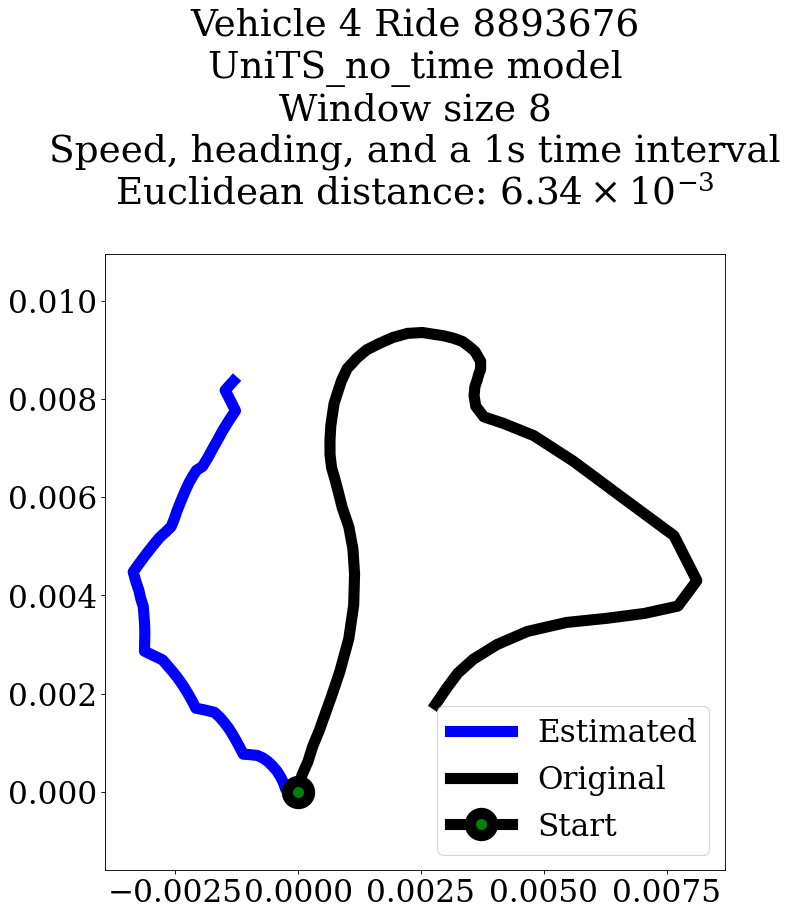 Vehicle 4 Ride 8893676
UniTS_no_time model
Window size 8
Speed, heading, and a 1s time interval
Euclidean distance: 6.34 × 10⁻³
0.010
0.008
0.006
0.004
0.002
0.000
−0.0025 0.0000 0.0025 0.0050 0.0075
Estimated
Original
Start